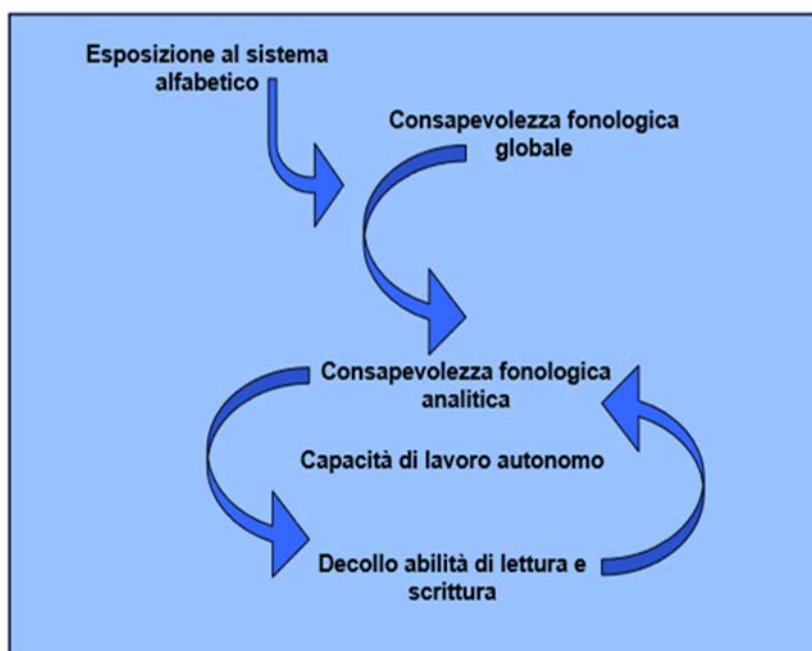 Esposizione al sistema
alfabetico
Consapevolezza fonologica
globale
Consapevolezza fonologica
analitica
Capacità di lavoro autonomo
Decollo abilità di lettura e
scrittura